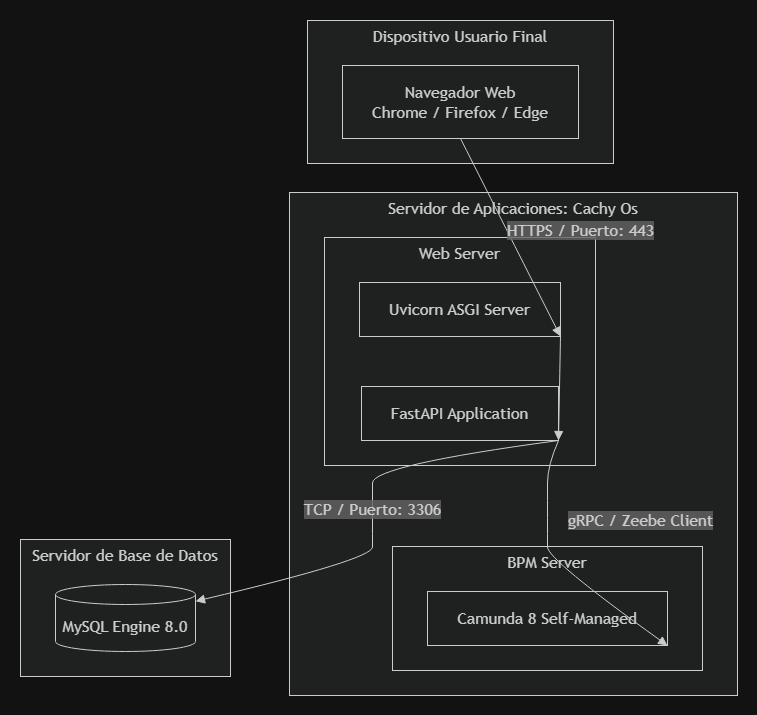 Dispositivo Usuario Final
Navegador Web
Chrome / Firefox / Edge
Servidor de Aplicaciones: Cachy Os
HTTPS / Puerto: 443
Web Server
Uvicorn ASGI Server
FastAPI Application
TCP / Puerto: 3306
gRPC / Zeebe Client
Servidor de Base de Datos
MySQL Engine 8.0
BPM Server
Camunda 8 Self-Managed